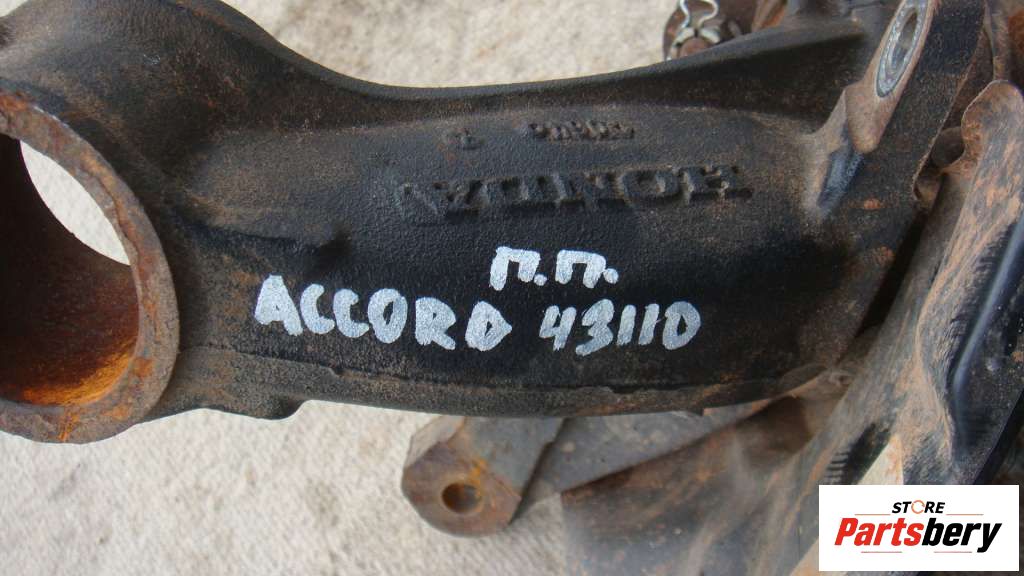 HONDA
п.п.
ACCORD 43110
STORE
Partsbery